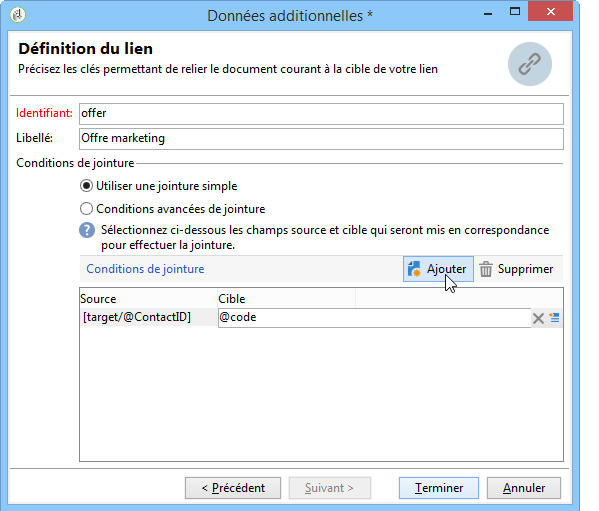 Données additionnelles *
Définition du lien
Précisez les clés permettant de relier le document courant à la cible de votre lien
Identifiant: offer
Libellé: Offre marketing
Conditions de jointure
Utiliser une jointure simple
Conditions avancées de jointure
? Sélectionnez ci-dessous les champs source et cible qui seront mis en correspondance
pour effectuer la jointure.
Conditions de jointure Ajouter Supprimer
Source Cible
[target/@ContactID] @code
< Précédent Suivant > Terminer Annuler